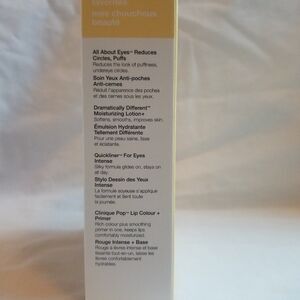 favorites
mes chouchous
beauté
All About Eyes™ Reduces
Circles, Puffs
Reduces the look of puffiness,
undereye circles.
Soin Yeux Anti-poches
Anti-cernes
Réduit l'apparence des poches
et des cernes sous les yeux.
Dramatically Different™
Moisturizing Lotion+
Softens, smooths, improves skin.
Emulsion Hydratante
Tellement Différente
Pour une peau saine, lisse
et éclatante.
Quickliner™ For Eyes
Intense
Silky formula glides on, stays on
all day.
Stylo Dessin des Yeux
Intense
La formule soyeuse s'applique
facilement et tient toute
la journée.
Clinique Pop™ Lip Colour +
Primer
Rich colour plus smoothing
primer in one, keeps lips
comfortably moisturized.
Rouge Intense + Base
Rouge à lèvres intense et base
lissante tout-en-un, laisse les
lèvres confortablement
hydratées.